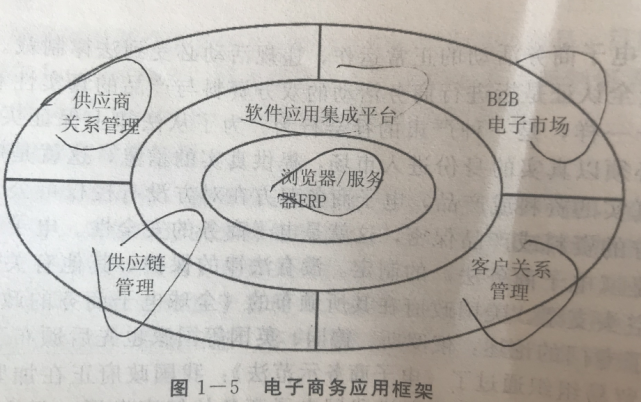 供应商
关系管理
B2B
电子市场
软件应用集成平台
浏览器/服务
器ERP
供应链
管理
客户关系
管理
图 1—5 电子商务应用框架